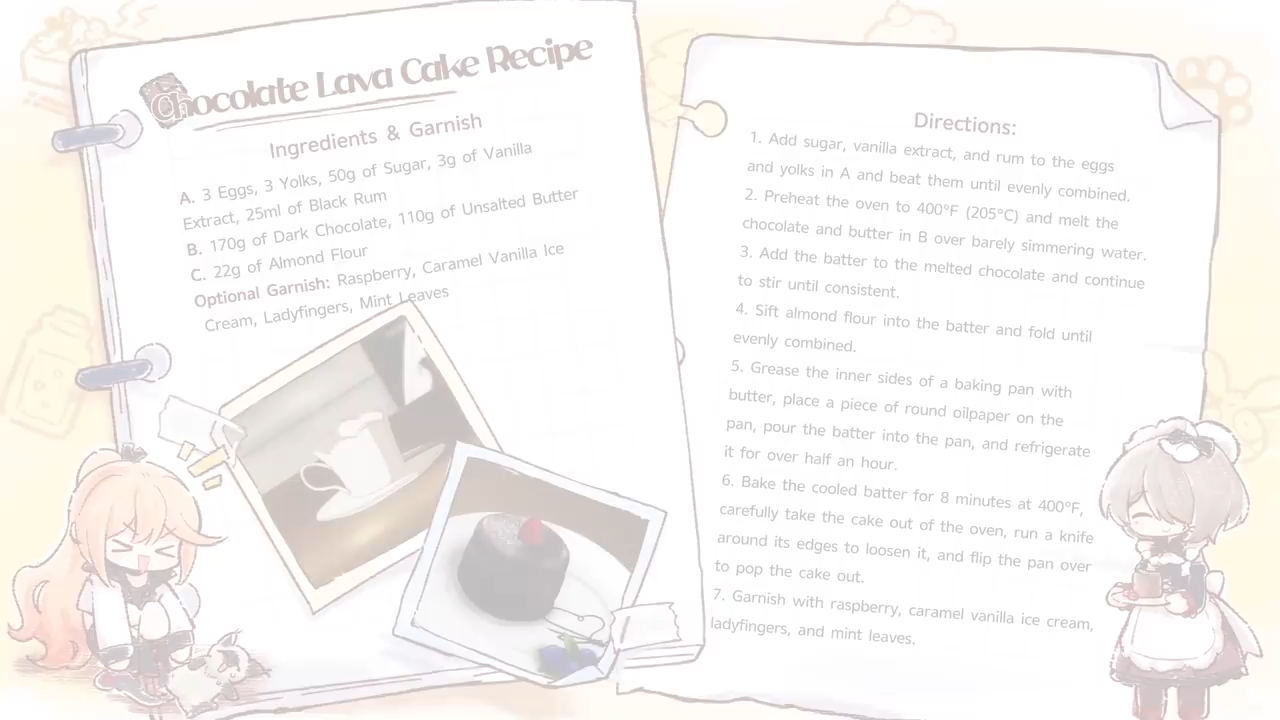 Chocolate Lava Cake Recipe
Ingredients & Garnish
A. 3 Eggs, 3 Yolks, 50g of Sugar, 3g of Vanilla
Extract, 25ml of Black Rum
B. 170g of Dark Chocolate, 110g of Unsalted Butter
C. 22g of Almond Flour
Optional Garnish: Raspberry, Caramel Vanilla Ice
Cream, Ladyfingers, Mint Leaves
Directions:
1. Add sugar, vanilla extract, and rum to the eggs
and yolks in A and beat them until evenly combined.
2. Preheat the oven to 400°F (205°C) and melt the
chocolate and butter in B over barely simmering water.
3. Add the batter to the melted chocolate and continue
to stir until consistent.
4. Sift almond flour into the batter and fold until
evenly combined.
5. Grease the inner sides of a baking pan with
butter, place a piece of round oilpaper on the
pan, pour the batter into the pan, and refrigerate
it for over half an hour.
6. Bake the cooled batter for 8 minutes at 400°F,
carefully take the cake out of the oven, run a knife
around its edges to loosen it, and flip the pan over
to pop the cake out.
7. Garnish with raspberry, caramel vanilla ice cream,
ladyfingers, and mint leaves.